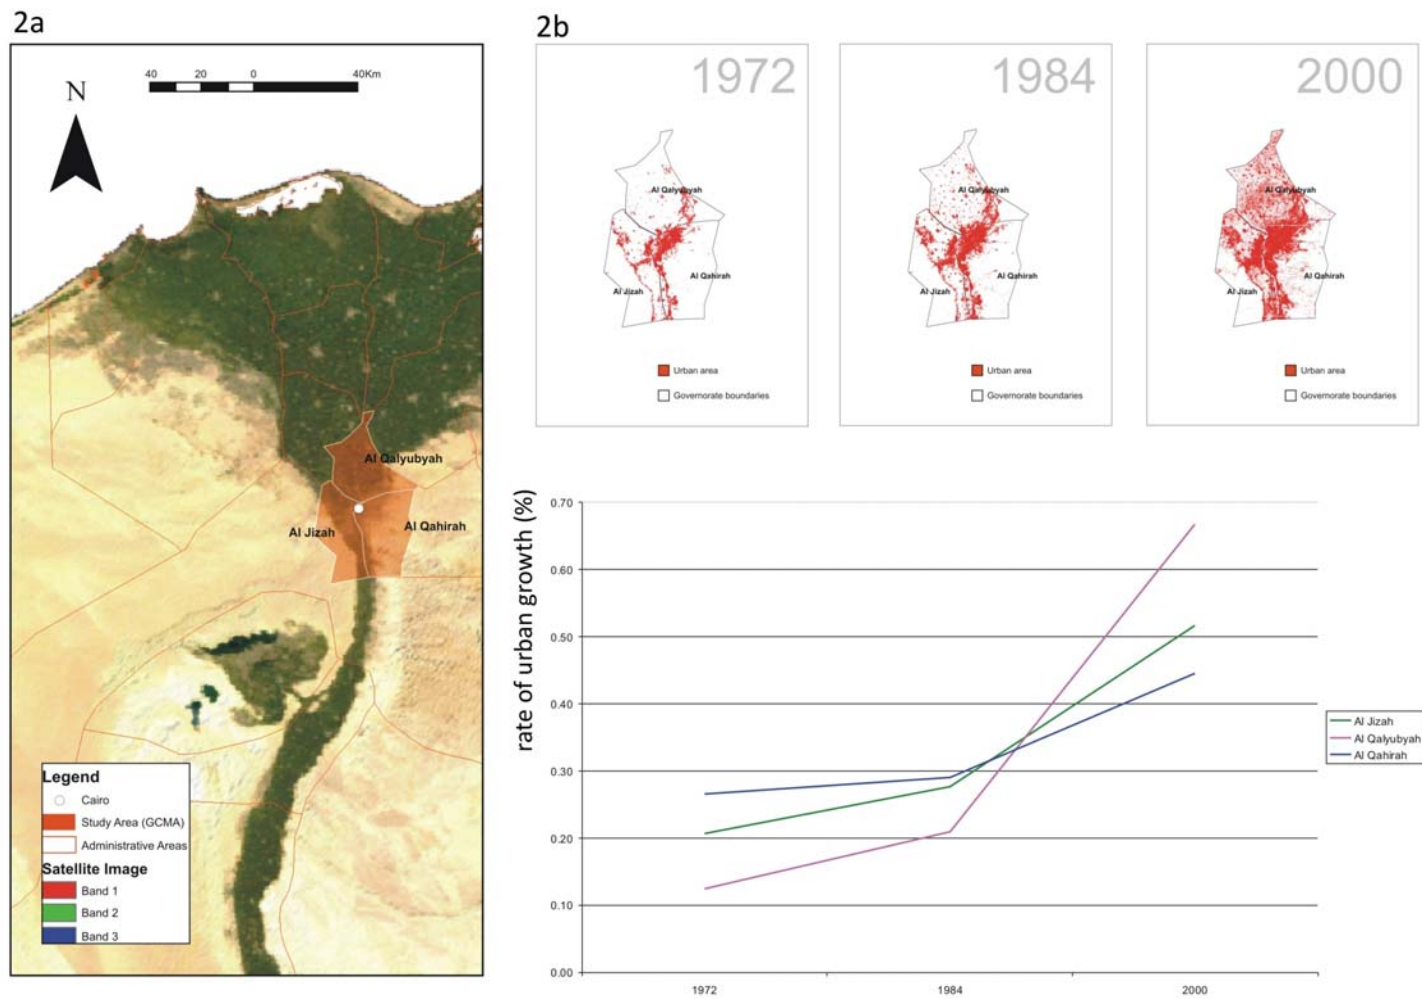 2a
40 20 0 40Km
N
Al Qalyubyah
Al Qahirah
Al Jizah
Legend
Cairo
Study Area (GCMA)
Administrative Areas
Satellite Image
Band 1
Band 2
Band 3
2b
1972
Al Qalyubyah
Al Qahirah
Al Jizah
Urban area
Governorate boundaries
1984
Al Qalyubyah
Al Qahirah
Al Jizah
Urban area
Governorate boundaries
2000
Al Qalyubyah
Al Qahirah
Al Jizah
Urban area
Governorate boundaries
rate of urban growth (%)
0.70
0.60
0.50
0.40
0.30
0.20
0.10
0.00
1972 1984 2000
Al Jizah
Al Qalyubyah
Al Qahirah